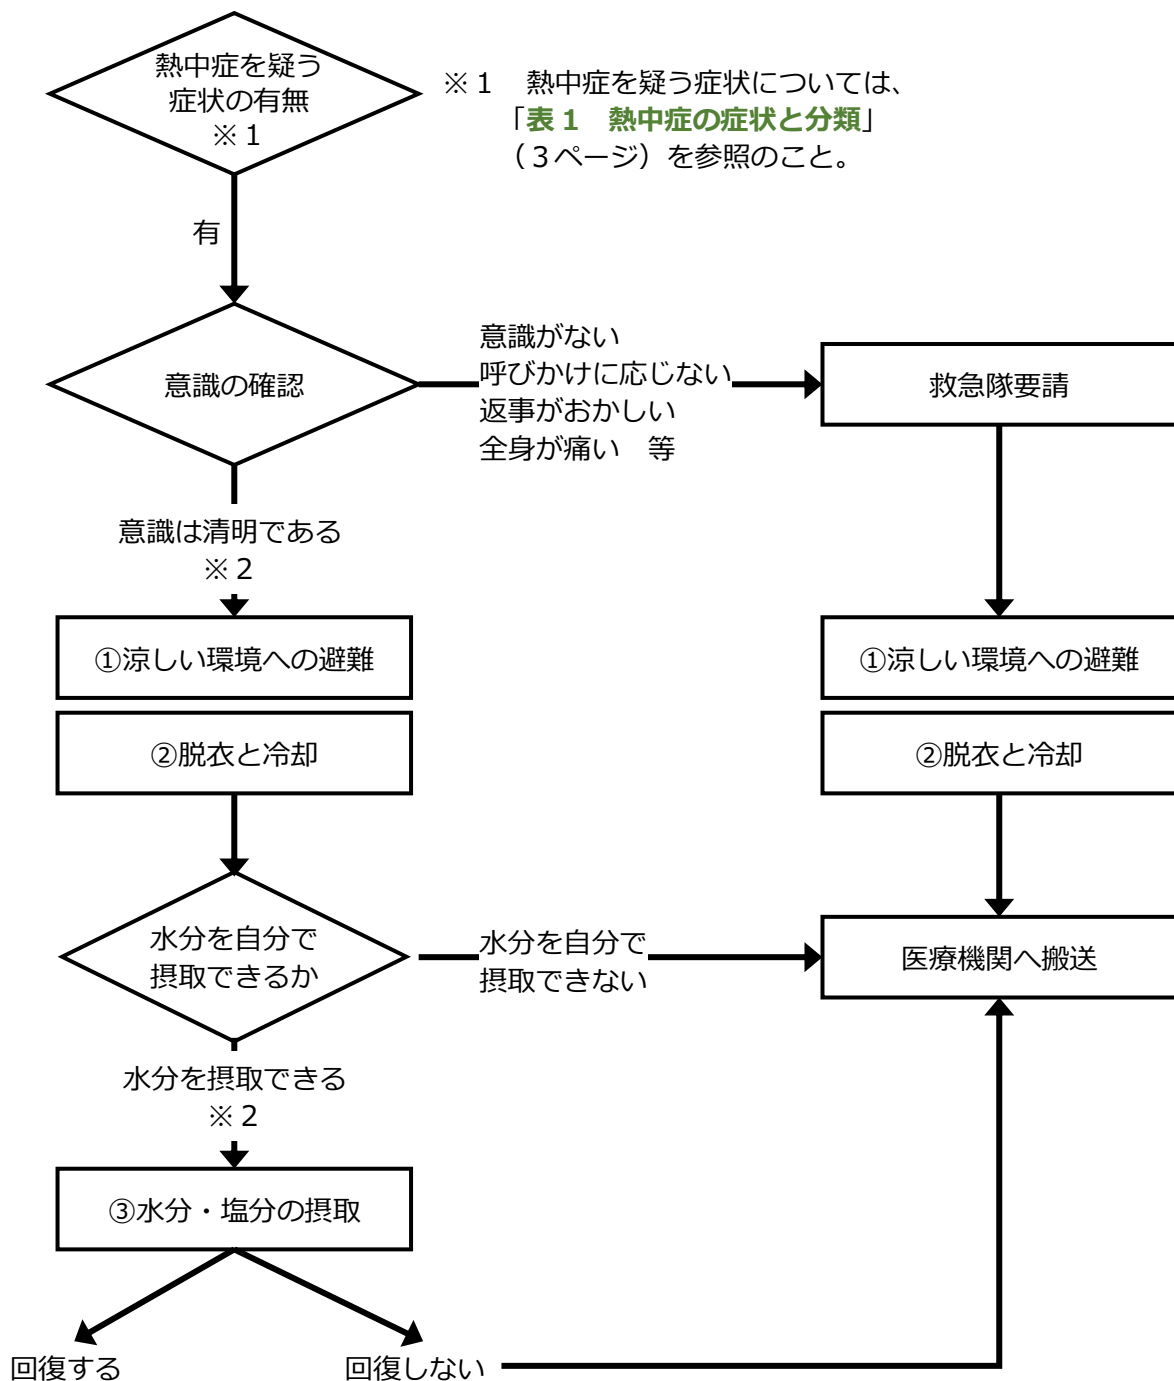 熱中症を疑う
症状の有無
※１
※１　熱中症を疑う症状については、
「表１　熱中症の症状と分類」
（３ページ）を参照のこと。
有
意識の確認
意識がない
呼びかけに応じない
返事がおかしい
全身が痛い　等
救急隊要請
意識は清明である
※２
①涼しい環境への避難
①涼しい環境への避難
②脱衣と冷却
②脱衣と冷却
水分を自分で
摂取できるか
水分を自分で
摂取できない
医療機関へ搬送
水分を摂取できる
※２
③水分・塩分の摂取
回復する
回復しない